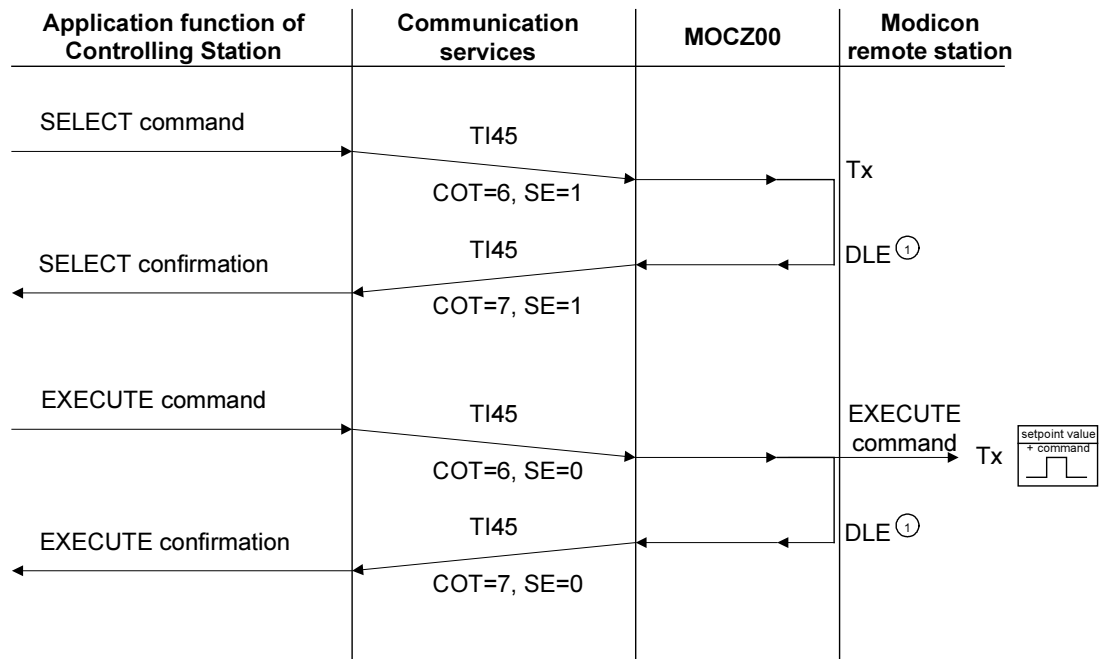 Application function of
Controlling Station
Communication
services
MOCZ00
Modicon
remote station
SELECT command
TI45
Tx
COT=6, SE=1
TI45
SELECT confirmation
DLE 1
COT=7, SE=1
EXECUTE command
TI45
EXECUTE
command
Tx
setpoint value
+ command
COT=6, SE=0
TI45
EXECUTE confirmation
DLE 1
COT=7, SE=0